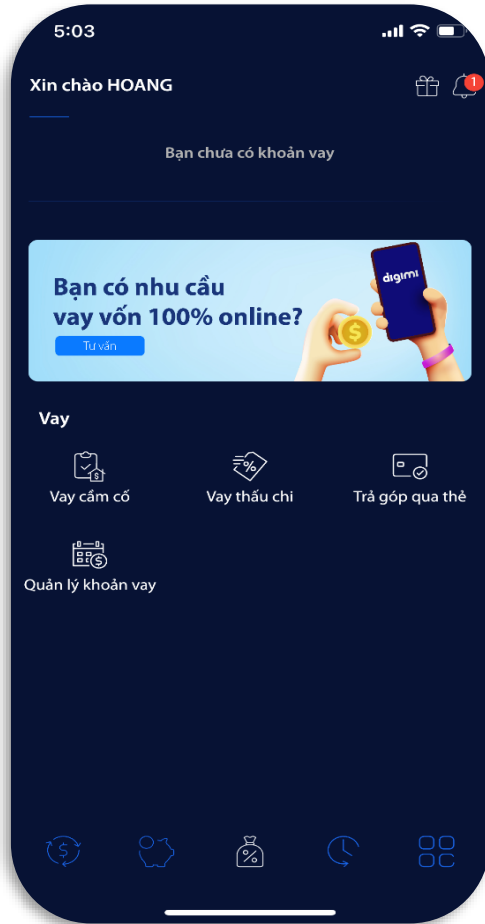 5:03
Xin chào HOANG
1
Bạn chưa có khoản vay
Bạn có nhu cầu
vay vốn 100% online?
Tư vấn
digimi
Vay
Vay cầm cố
Vay thấu chi
Trả góp qua thẻ
Quản lý khoản vay